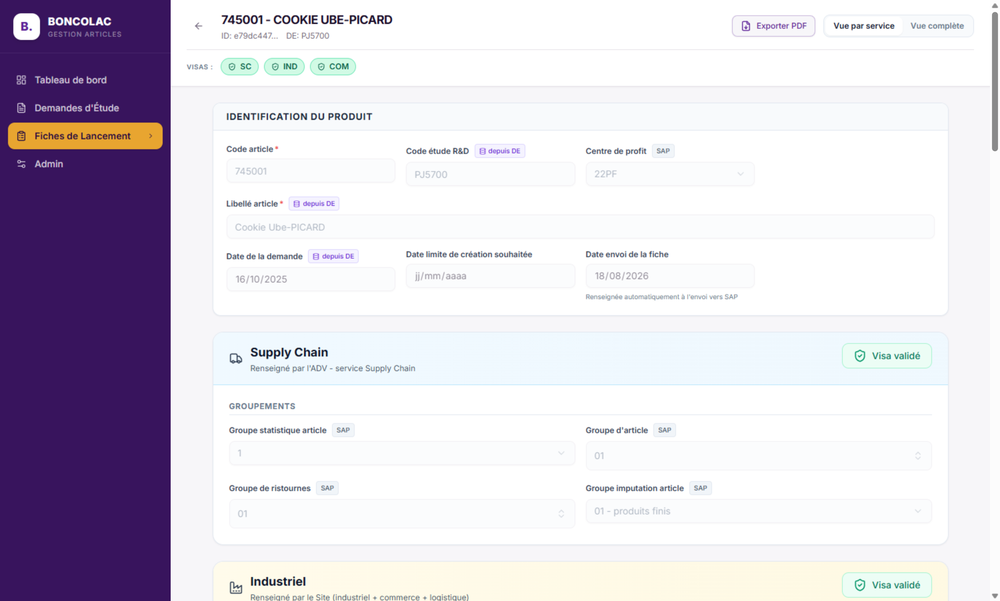 B.
BONCOLAC
GESTION ARTICLES
Tableau de bord
Demandes d'Étude
Fiches de Lancement
Admin
745001 - COOKIE UBE-PICARD
ID: e79dc447... DE: PJ5700
Exporter PDF
Vue par service
Vue complète
VISAS :
SC
IND
COM
IDENTIFICATION DU PRODUIT
Code article *
745001
Code étude R&D depuis DE
PJ5700
Centre de profit SAP
22PF
Libellé article * depuis DE
Cookie Ube-PICARD
Date de la demande depuis DE
16/10/2025
Date limite de création souhaitée
jj/mm/aaaa
Date envoi de la fiche
18/08/2026
Renseignée automatiquement à l'envoi vers SAP
Supply Chain
Renseigné par l'ADV - service Supply Chain
Visa validé
GROUPEMENTS
Groupe statistique article SAP
1
Groupe d'article SAP
01
Groupe de ristournes SAP
01
Groupe imputation article SAP
01 - produits finis
Industriel
Renseigné par le Site (industriel + commerce + logistique)
Visa validé